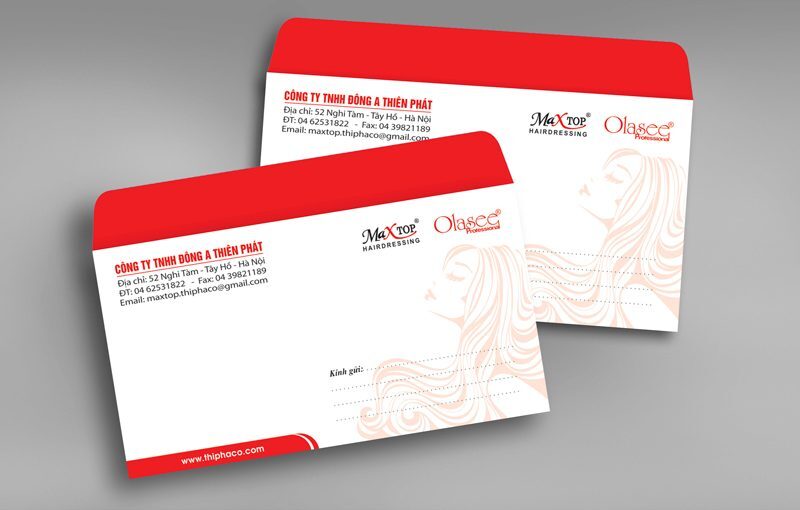 CÔNG TY TNHH ĐÔNG A THIÊN PHÁT
Địa chỉ: 52 Nghi Tàm - Tây Hồ - Hà Nội
ĐT: 04 62531822 - Fax: 04 39821189
Email: maxtop.thiphaco@gmail.com
MaXTOP®
HAIRDRESSING
Olasee®
Professional
CÔNG TY TNHH ĐÔNG A THIÊN PHÁT
Địa chỉ: 52 Nghi Tàm - Tây Hồ - Hà Nội
ĐT: 04 62531822 - Fax: 04 39821189
Email: maxtop.thiphaco@gmail.com
MaXTOP®
HAIRDRESSING
Olasee®
Professional
Kính gửi:
www.thiphaco.com